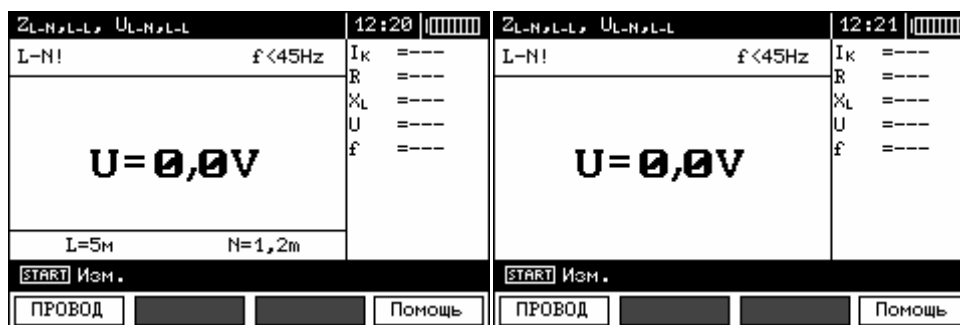 ZL-N,L-L, UL-N,L-L 12:20
L-N! f<45Hz
IK =---
R =---
XL =---
U =---
f =---
U=0,0V
L=5м N=1,2m
START Изм.
ПРОВОД Помощь
ZL-N,L-L, UL-N,L-L 12:21
L-N! f<45Hz
IK =---
R =---
XL =---
U =---
f =---
U=0,0V
START Изм.
ПРОВОД Помощь